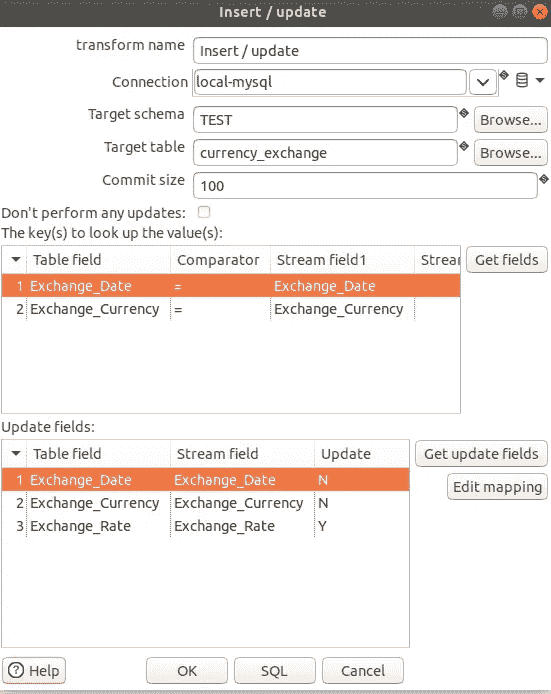 Insert / update
transform name Insert / update
Connection local-mysql
Target schema TEST Browse...
Target table currency_exchange Browse...
Commit size 100
Don't perform any updates:
The key(s) to look up the value(s):
Table field Comparator Stream field1 Strear Get fields
1 Exchange_Date = Exchange_Date
2 Exchange_Currency = Exchange_Currency
Update fields:
Table field Stream field Update Get update fields
1 Exchange_Date Exchange_Date N Edit mapping
2 Exchange_Currency Exchange_Currency N
3 Exchange_Rate Exchange_Rate Y
Help OK SQL Cancel